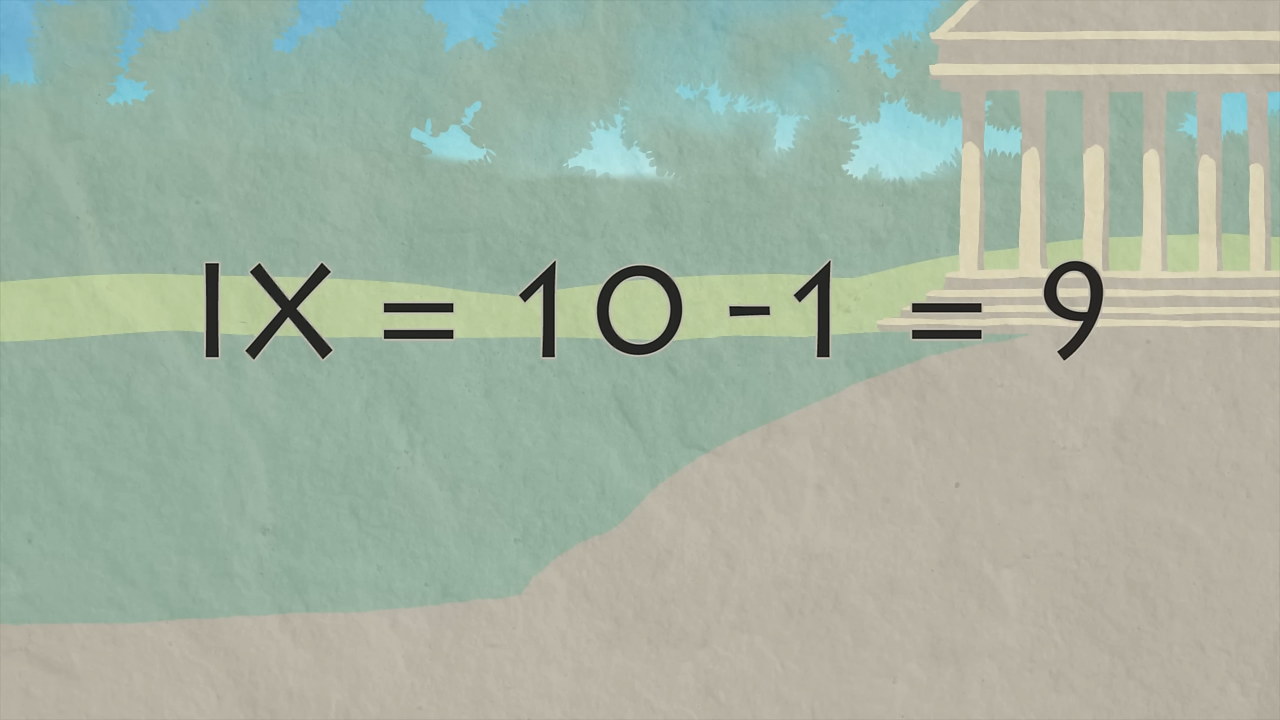 IX = 10 - 1 = 9